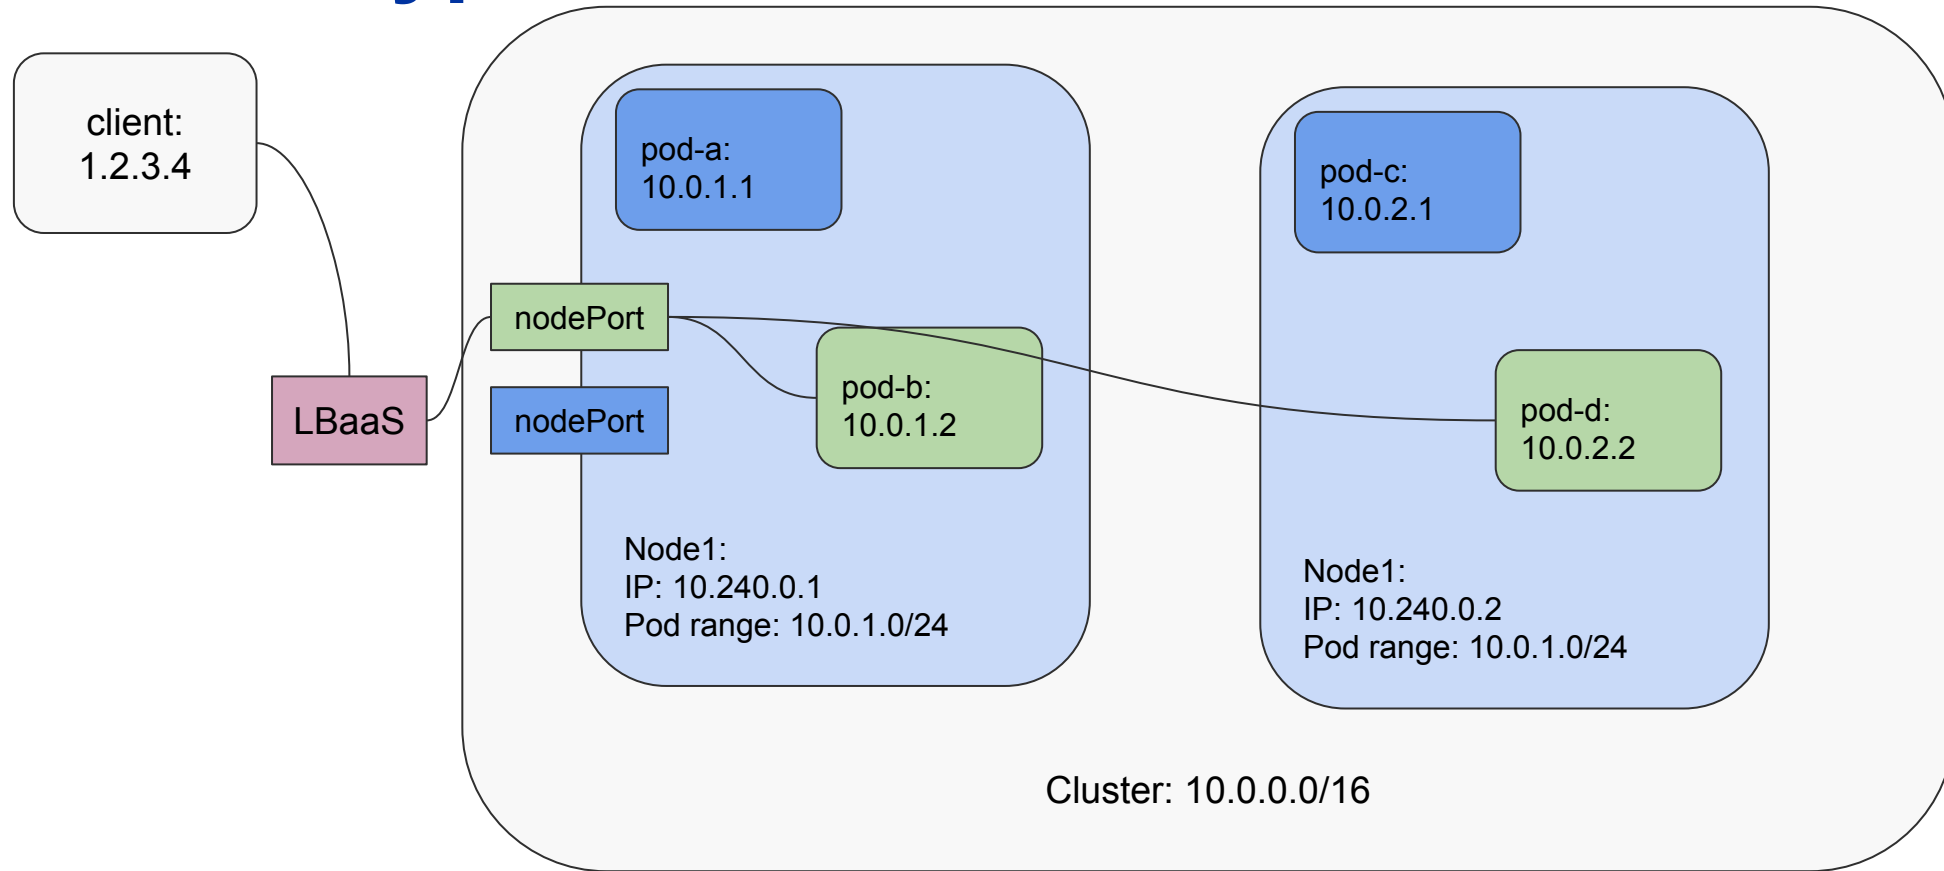 client:
1.2.3.4
pod-a:
10.0.1.1
pod-c:
10.0.2.1
nodePort
pod-b:
10.0.1.2
pod-d:
10.0.2.2
LBaaS
nodePort
Node1:
IP: 10.240.0.1
Pod range: 10.0.1.0/24
Node1:
IP: 10.240.0.2
Pod range: 10.0.1.0/24
Cluster: 10.0.0.0/16